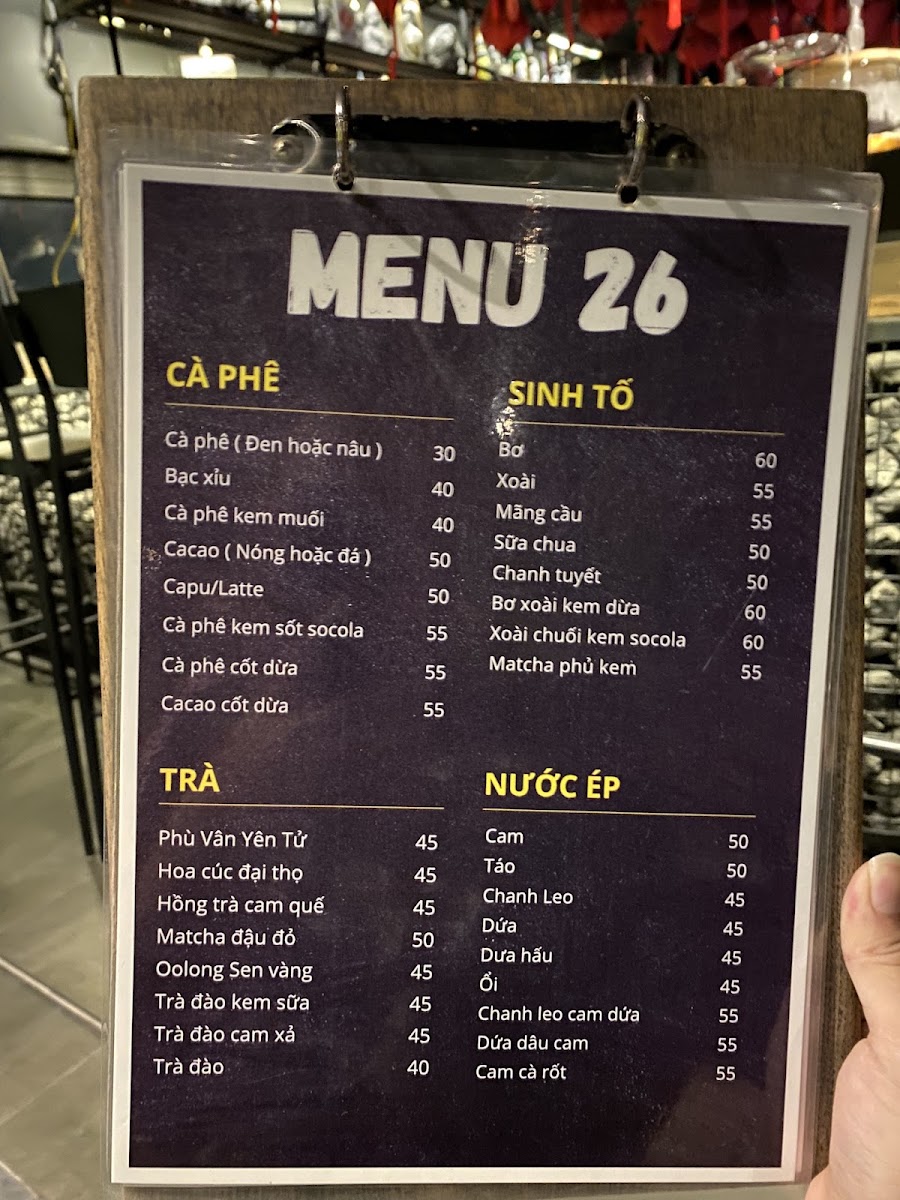 MENU 26
CÀ PHÊ
Cà phê ( Đen hoặc nâu ) 30
Bạc xỉu 40
Cà phê kem muối 40
Cacao ( Nóng hoặc đá ) 50
Capu/Latte 50
Cà phê kem sốt socola 55
Cà phê cốt dừa 55
Cacao cốt dừa 55
SINH TỐ
Bơ 60
Xoài 55
Mãng cầu 55
Sữa chua 50
Chanh tuyết 50
Bơ xoài kem dừa 60
Xoài chuối kem socola 60
Matcha phủ kem 55
TRÀ
Phù Vân Yên Tử 45
Hoa cúc đại thọ 45
Hồng trà cam quế 45
Matcha đậu đỏ 50
Oolong Sen vàng 45
Trà đào kem sữa 45
Trà đào cam xả 45
Trà đào 40
NƯỚC ÉP
Cam 50
Táo 50
Chanh Leo 45
Dứa 45
Dưa hấu 45
Ổi 45
Chanh leo cam dứa 55
Dứa dâu cam 55
Cam cà rốt 55